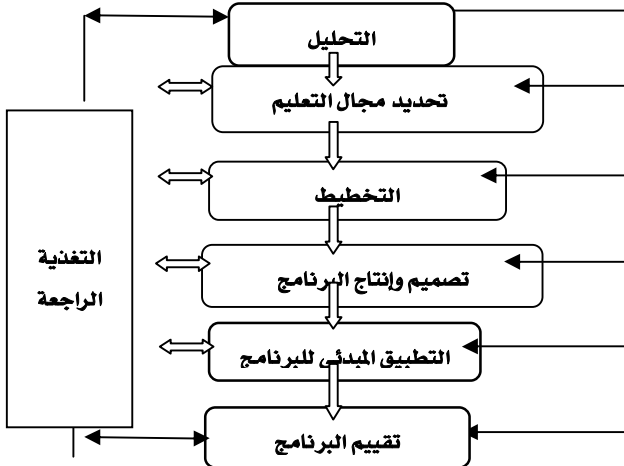 التحليل
تحديد مجال التعليم
التخطيط
تصميم وإنتاج البرنامج
التطبيق المبدئي للبرنامج
تقييم البرنامج
التغذية
الراجعة